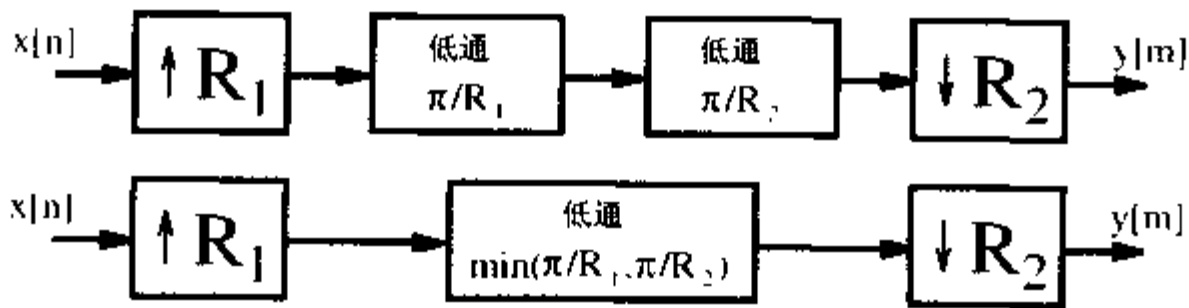 x[n] ↑ R₁ 低通 π/R₁ 低通 π/R₂ ↓ R₂ y[m]
x[n] ↑ R₁ 低通 min(π/R₁,π/R₂) ↓ R₂ y[m]